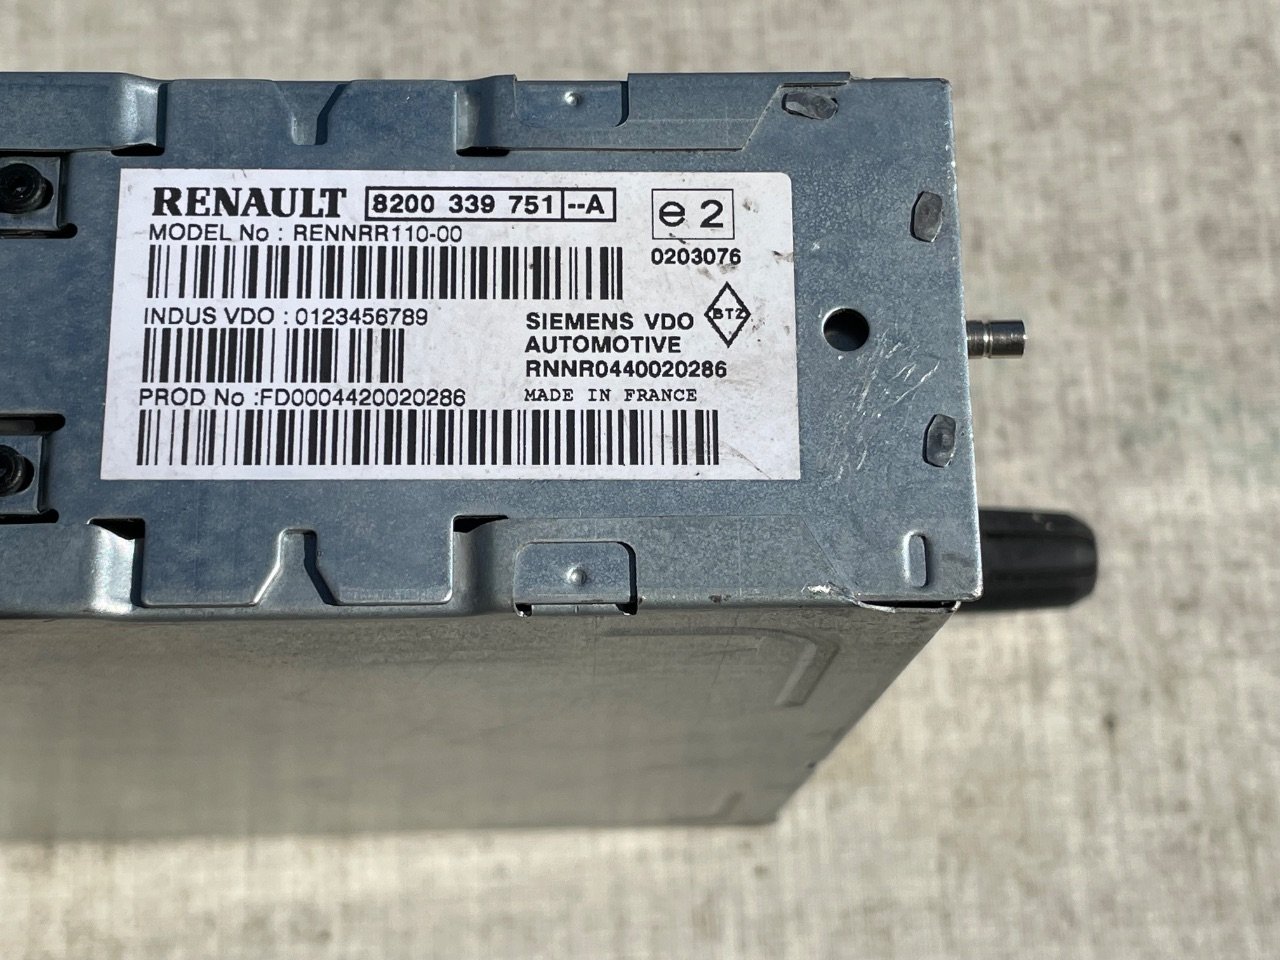 RENAULT 8200 339 751 --A
MODEL No : RENNRR110-00
e2
0203076
INDUS VDO : 0123456789
SIEMENS VDO
AUTOMOTIVE
BTZ
RNNR0440020286
PROD No :FD0004420020286
MADE IN FRANCE